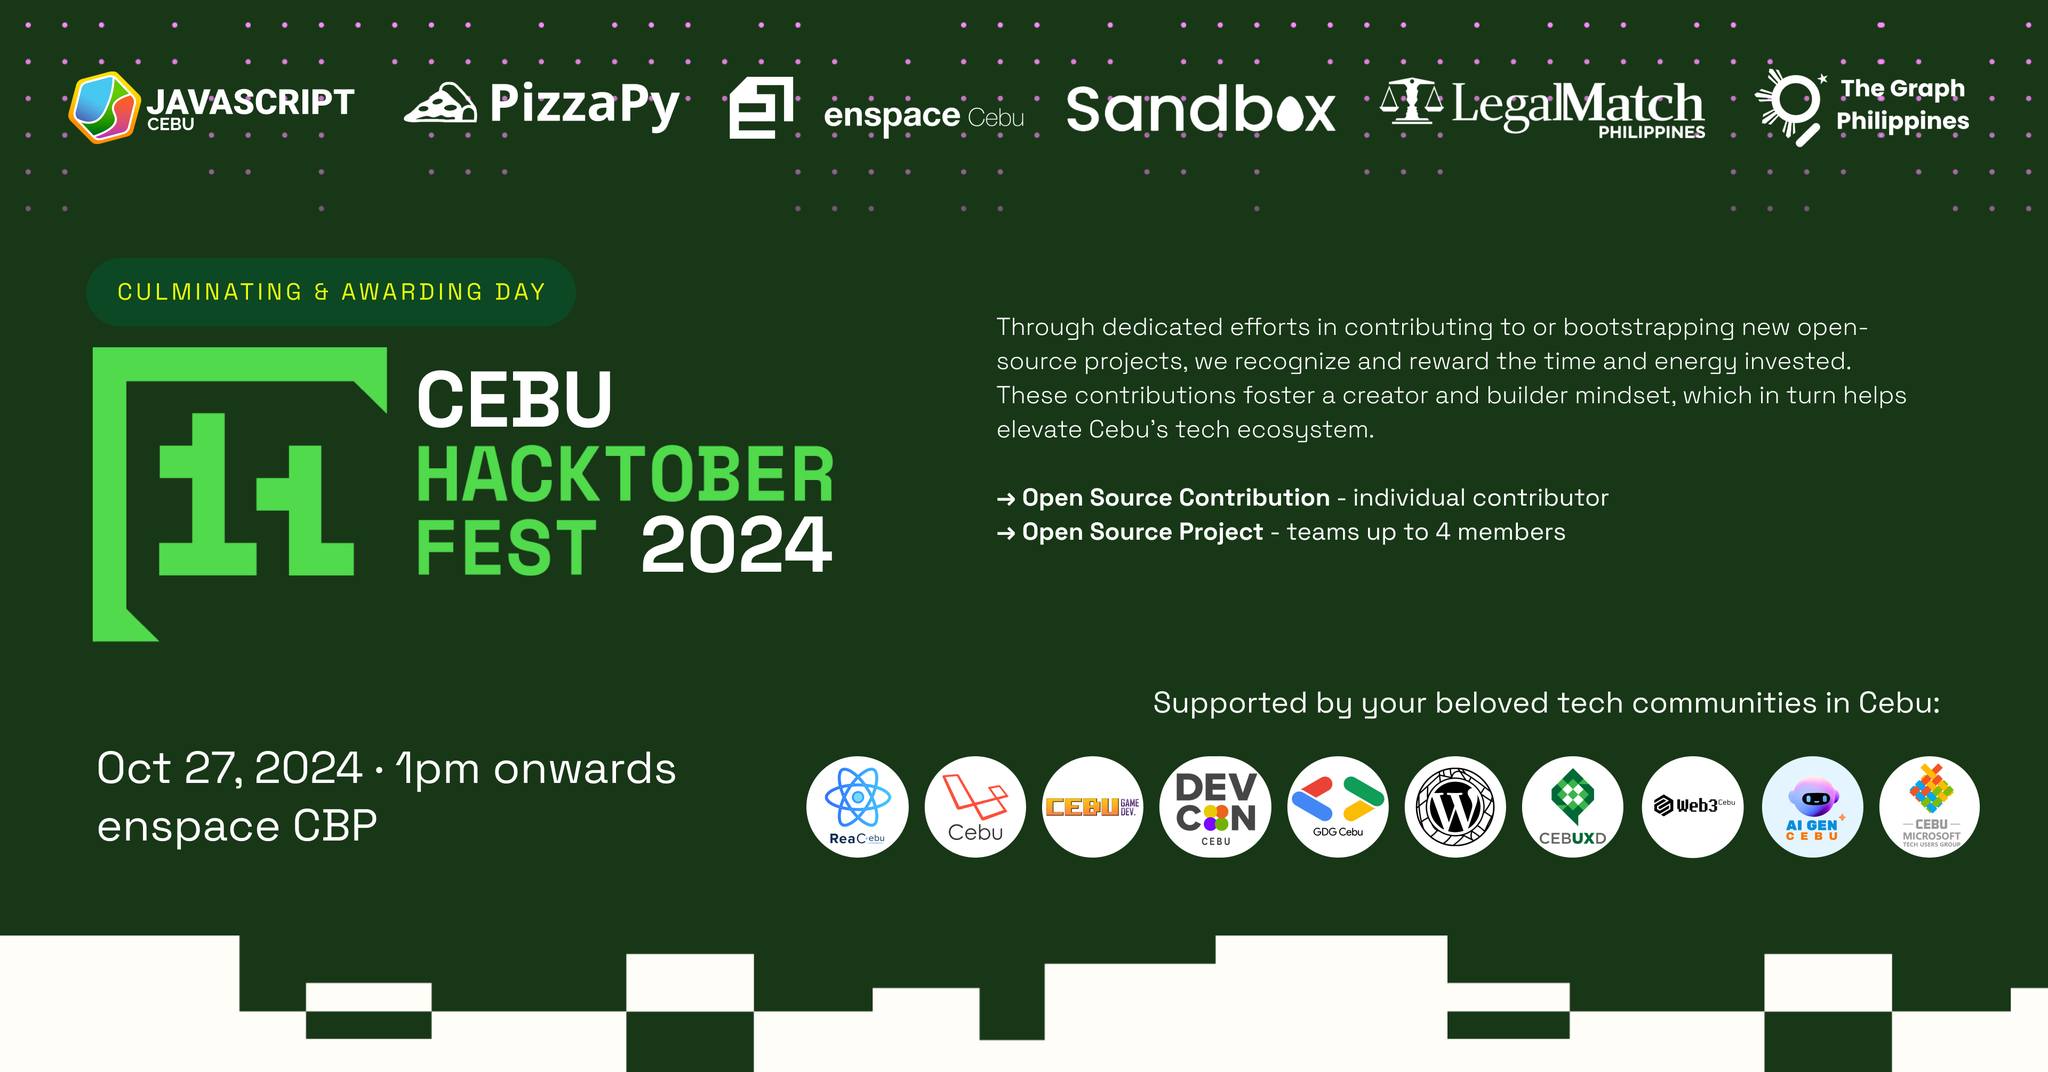 JAVASCRIPT
CEBU
PizzaPy
enspace Cebu
Sandbox
LegalMatch
PHILIPPINES
The Graph
Philippines
CULMINATING & AWARDING DAY
CEBU
HACKTOBER
FEST 2024
Through dedicated efforts in contributing to or bootstrapping new open-
source projects, we recognize and reward the time and energy invested.
These contributions foster a creator and builder mindset, which in turn helps
elevate Cebu's tech ecosystem.
→ Open Source Contribution - individual contributor
→ Open Source Project - teams up to 4 members
Oct 27, 2024 · 1pm onwards
enspace CBP
Supported by your beloved tech communities in Cebu:
ReaCebu
Cebu
CEBU GAME DEV.
DEV
CON
CEBU
GDG Cebu
W
CEBUXD
Web3 Cebu
AI GEN
CEBU
CEBU
MICROSOFT
TECH USERS GROUP